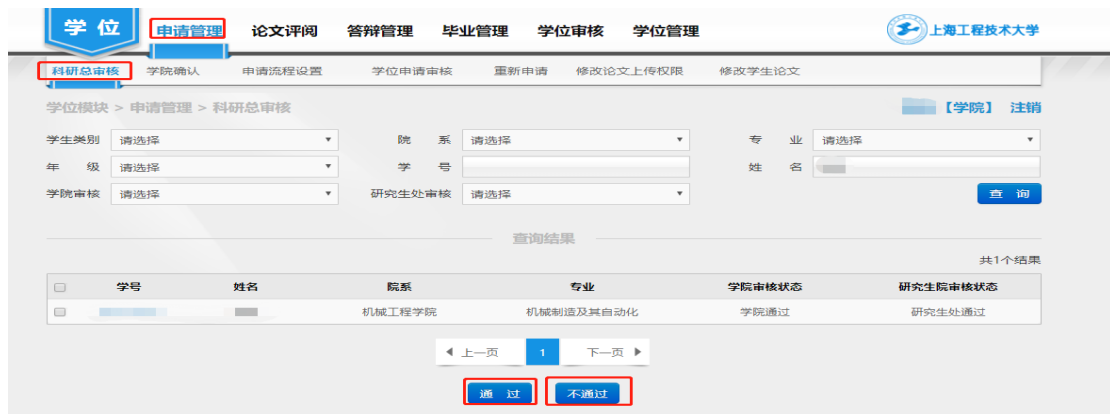 学位 申请管理 论文评阅 答辩管理 毕业管理 学位审核 学位管理 上海工程技术大学
科研总审核 学院确认 申请流程设置 学位申请审核 重新申请 修改论文上传权限 修改学生论文
学位模块 > 申请管理 > 科研总审核 【学院】 注销
学生类别 请选择 院 系 请选择 专 业 请选择
年 级 请选择 学 号 姓 名
学院审核 请选择 研究生处审核 请选择 查 询
查询结果
共1个结果
学号 姓名 院系 专业 学院审核状态 研究生院审核状态
机械工程学院 机械制造及其自动化 学院通过 研究生处通过
上一页 1 下一页
通 过 不通过